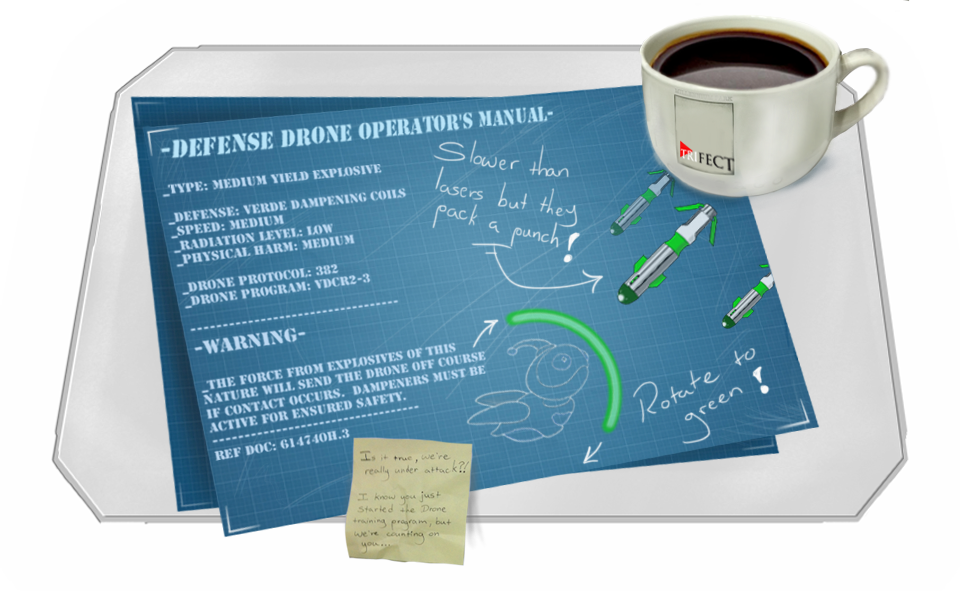 -DEFENSE DRONE OPERATOR'S MANUAL-
_TYPE: MEDIUM YIELD EXPLOSIVE
_DEFENSE: VERDE DAMPENING COILS
_SPEED: MEDIUM
_RADIATION LEVEL: LOW
_PHYSICAL HARM: MEDIUM
_DRONE PROTOCOL: 382
_DRONE PROGRAM: VDCR2-3
-WARNING-
_THE FORCE FROM EXPLOSIVES OF THIS
NATURE WILL SEND THE DRONE OFF COURSE
IF CONTACT OCCURS. DAMPENERS MUST BE
ACTIVE FOR ENSURED SAFETY.
REF DOC: 614740H.3
Slower than
lasers but they
pack a punch!
Rotate to
green!
TRIFECT
Is it true, we're
really under attack?!
I know you just
started the Drone
training program, but
we're counting on
you...